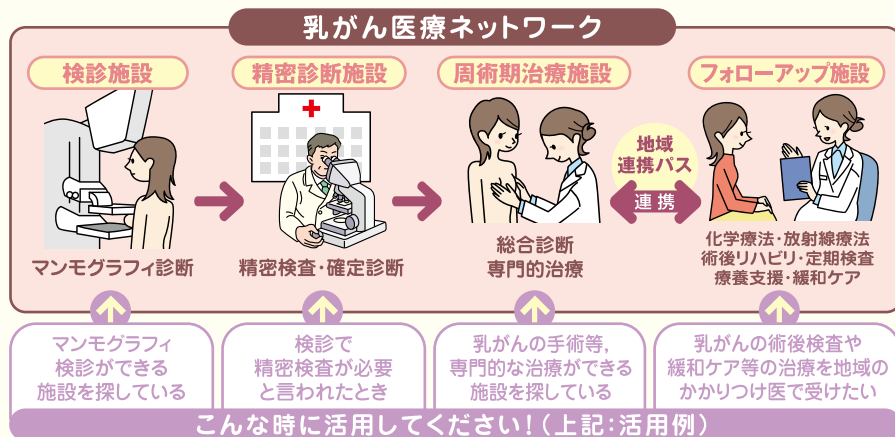 乳がん医療ネットワーク
検診施設
マンモグラフィ診断
精密診断施設
精密検査・確定診断
周術期治療施設
総合診断
専門的治療
地域
連携パス
連携
フォローアップ施設
化学療法・放射線療法
術後リハビリ・定期検査
療養支援・緩和ケア
マンモグラフィ
検診ができる
施設を探している
検診で
精密検査が必要
と言われたとき
乳がんの手術等,
専門的な治療ができる
施設を探している
乳がんの術後検査や
緩和ケア等の治療を地域の
かかりつけ医で受けたい
こんな時に活用してください!(上記:活用例)